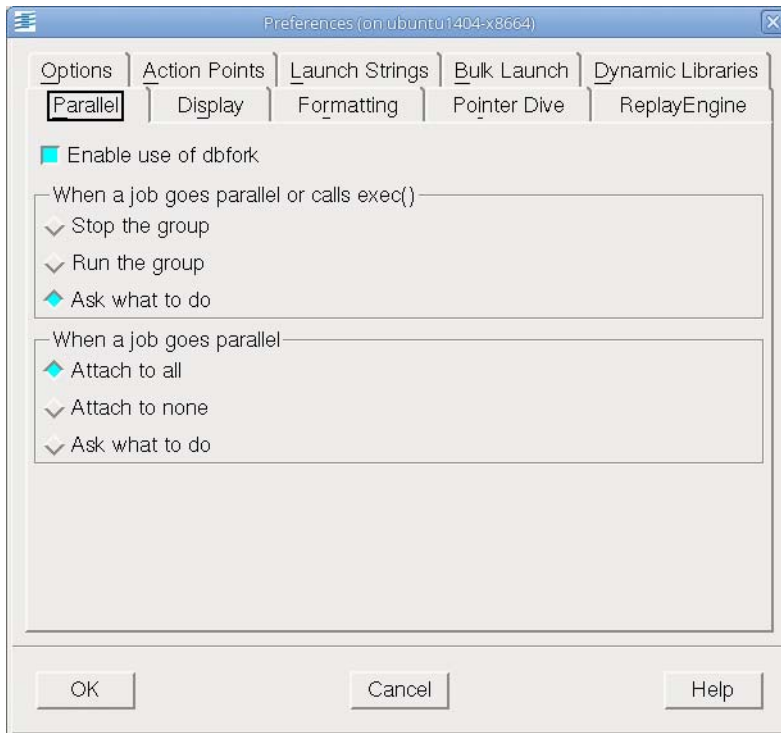 Preferences (on ubuntu1404-x8664)
Options Action Points Launch Strings Bulk Launch Dynamic Libraries
Parallel Display Formatting Pointer Dive ReplayEngine
Enable use of dbfork
When a job goes parallel or calls exec()
Stop the group
Run the group
Ask what to do
When a job goes parallel
Attach to all
Attach to none
Ask what to do
OK Cancel Help